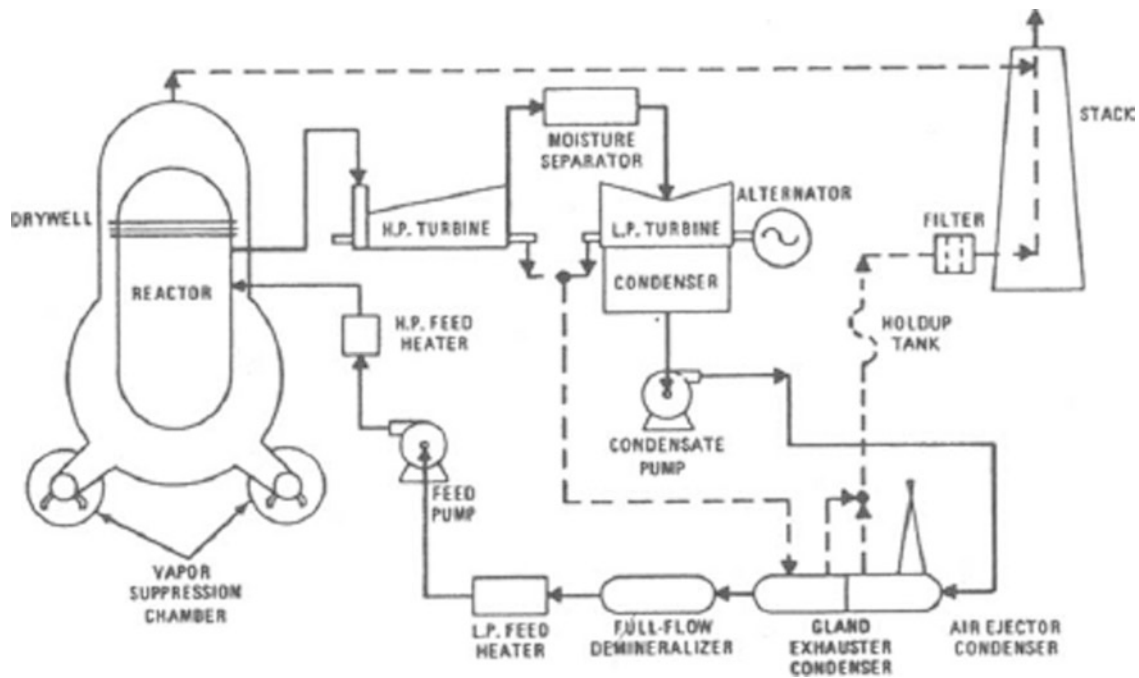 STACK
MOISTURE
SEPARATOR
ALTERNATOR
DRYWELL
H.P. TURBINE
L.P. TURBINE
FILTER
CONDENSER
REACTOR
H.P. FEED
HEATER
HOLDUP
TANK
CONDENSATE
PUMP
FEED
PUMP
VAPOR
SUPPRESSION
CHAMBER
L.P. FEED
HEATER
FULL-FLOW
DEMINERALIZER
GLAND
EXHAUSTER
CONDENSER
AIR EJECTOR
CONDENSER